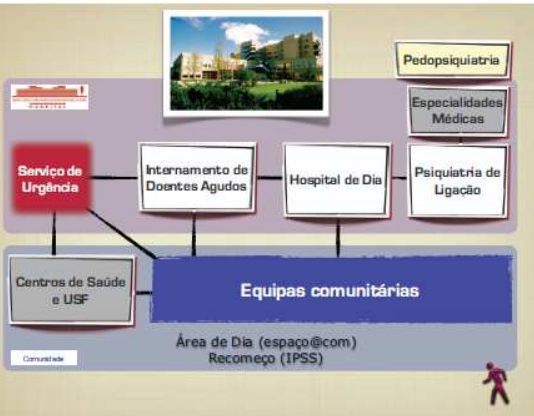 Pedopsiquiatria
Especialidades
Médicas
HOSPITAL
Serviço de
Urgência
Internamento de
Doentes Agudos
Hospital de Dia
Psiquiatria de
Ligação
Centros de Saúde
e USF
Equipas comunitárias
Área de Dia (espaço@com)
Recomeço (IPSS)
Comunidade